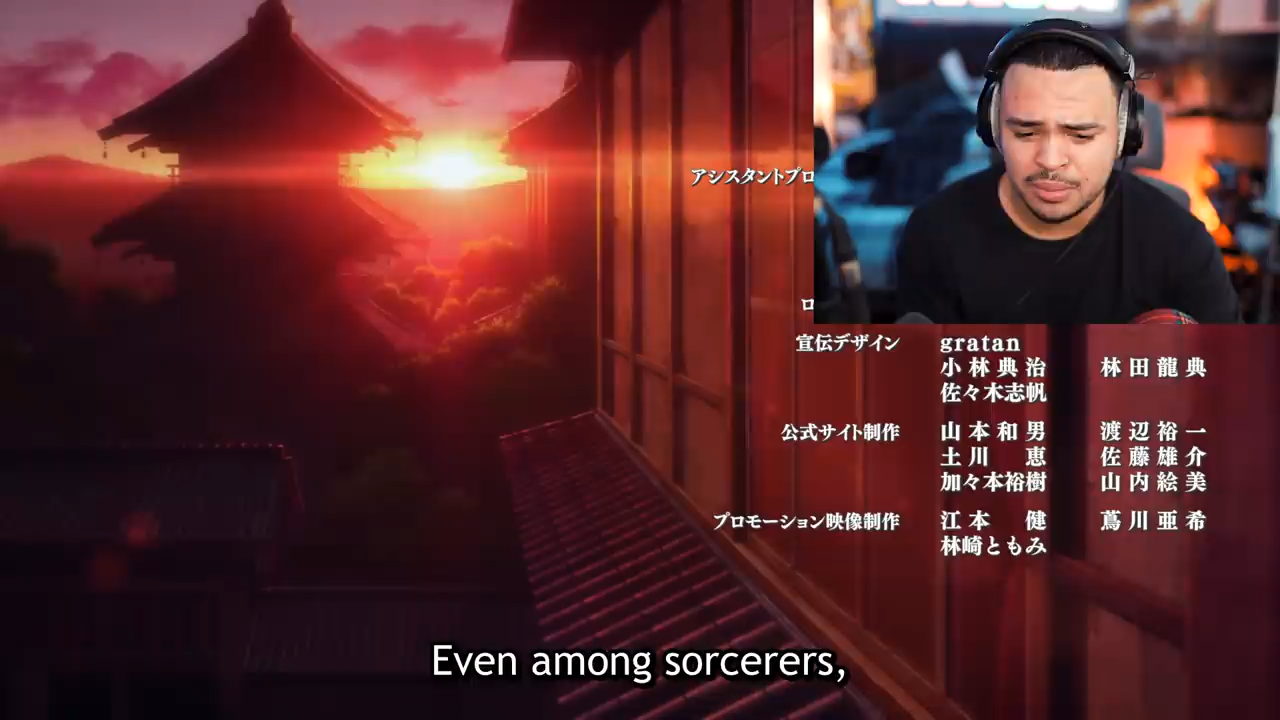 アシスタントプロ
ロ
宣伝デザイン gratan
小林典治 林田龍典
佐々木志帆
公式サイト制作 山本和男 渡辺裕一
土川 恵 佐藤雄介
加々本裕樹 山内絵美
プロモーション映像制作 江本 健 蔦川亜希
林崎ともみ
Even among sorcerers,